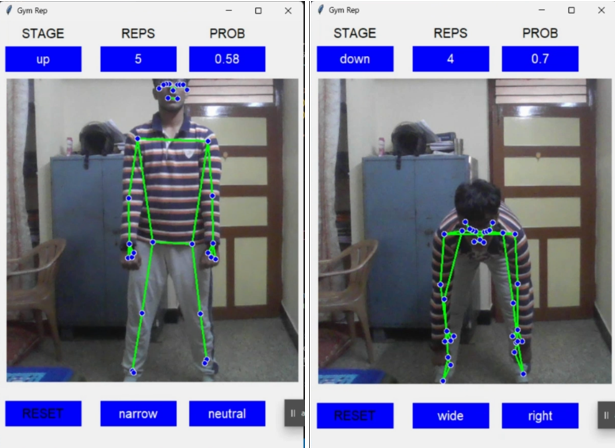 Gym Rep
STAGE REPS PROB
up 5 0.58
RESET narrow neutral
Gym Rep
STAGE REPS PROB
down 4 0.7
RESET wide right